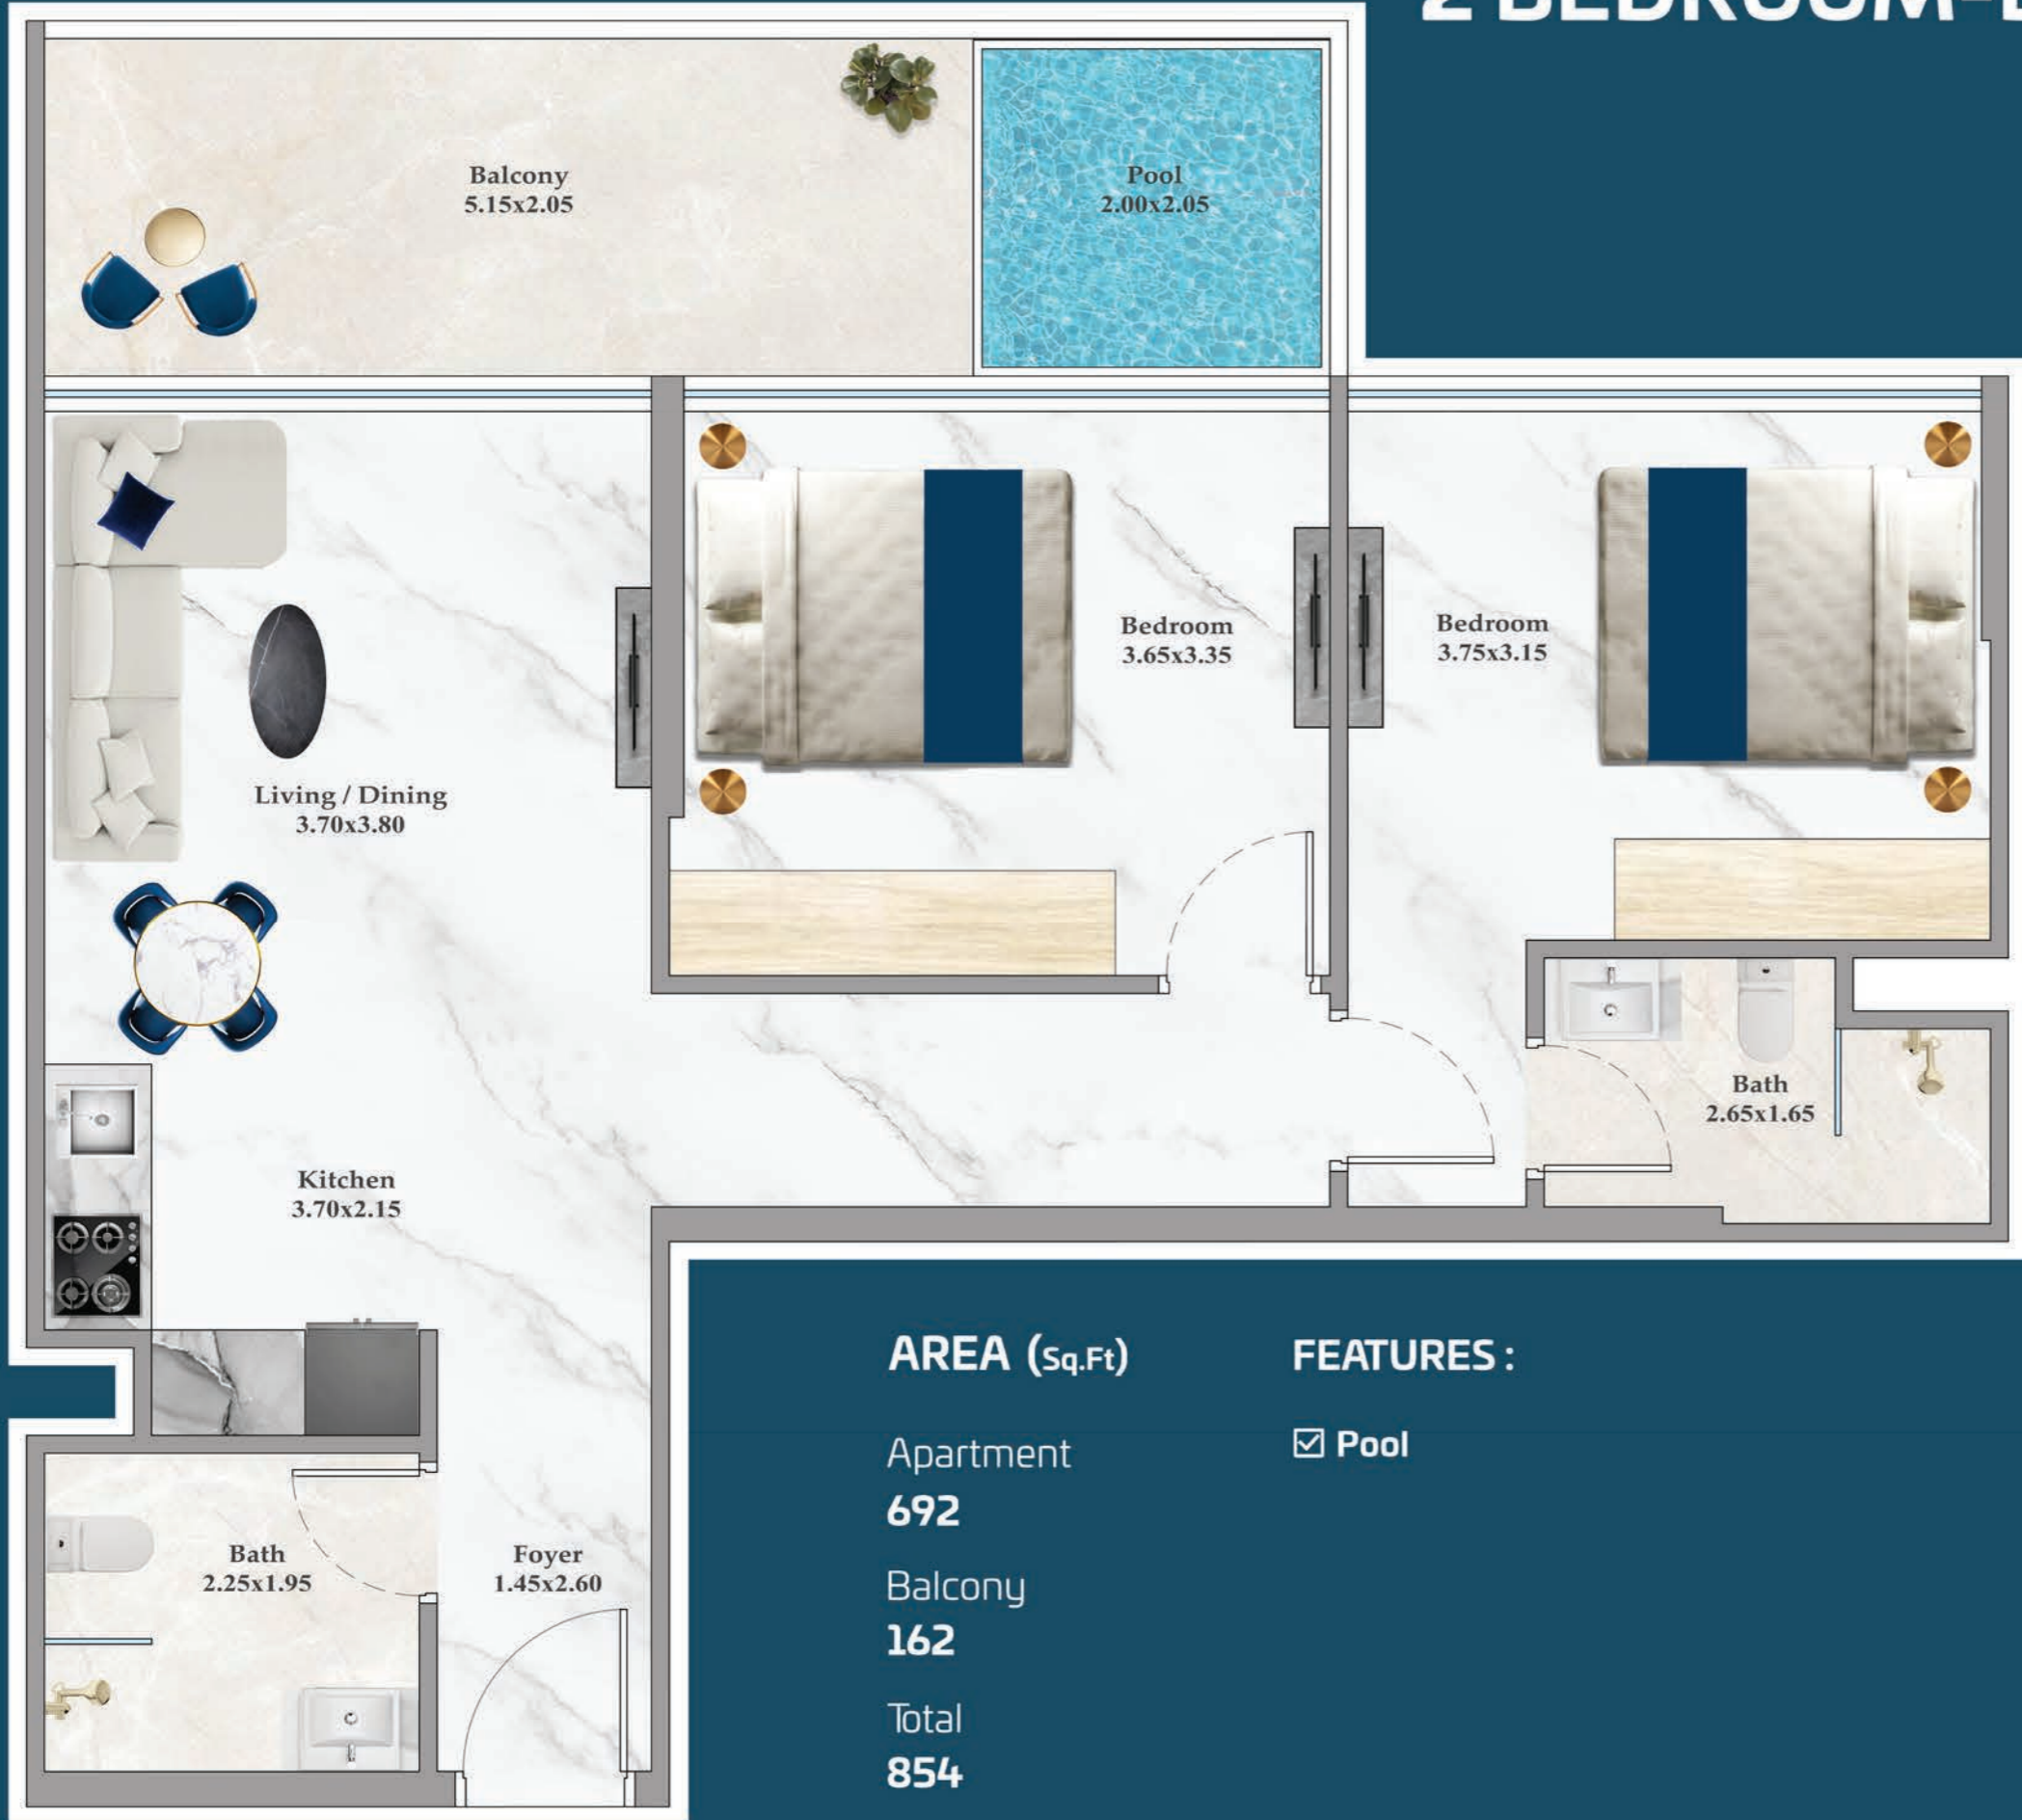 2 BEDROOM-
Balcony
5.15x2.05
Pool
2.00x2.05
Bedroom
3.65x3.35
Bedroom
3.75x3.15
Living / Dining
3.70x3.80
Bath
2.65x1.65
Kitchen
3.70x2.15
Bath
2.25x1.95
Foyer
1.45x2.60
AREA (Sq.Ft)
Apartment
692
Balcony
162
Total
854
FEATURES :
☑ Pool